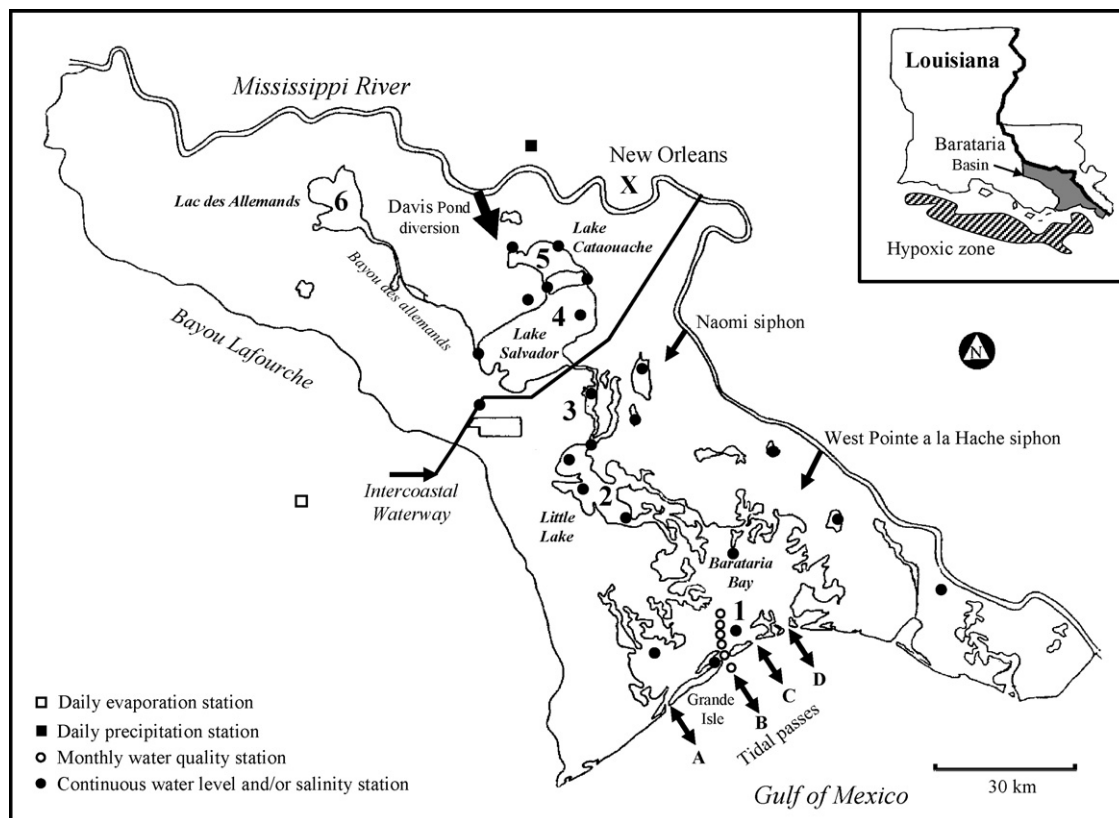 Mississippi River
New Orleans
X
Lac des Allemands
6
Davis Pond
diversion
Lake
Cataouache
5
Bayou des allemands
4
Lake
Salvador
Bayou Lafourche
Naomi siphon
N
3
West Pointe a la Hache siphon
Intercoastal
Waterway
2
Little
Lake
Barataria
Bay
1
Grande
Isle
A
B
C
D
Tidal passes
Gulf of Mexico
30 km
Daily evaporation station
Daily precipitation station
Monthly water quality station
Continuous water level and/or salinity station
Louisiana
Barataria
Basin
Hypoxic zone